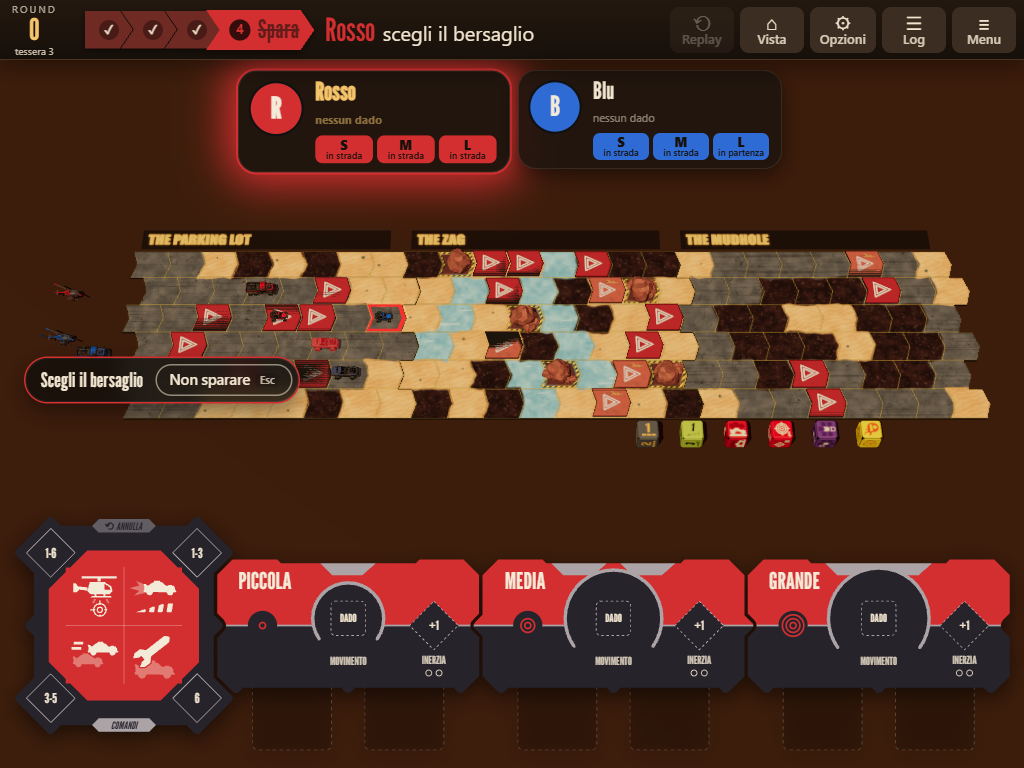 ROUND
0
tessera 3
4 Spara
Rosso scegli il bersaglio
Replay
Vista
Opzioni
Log
Menu
R
Rosso
nessun dado
S
in strada
M
in strada
L
in strada
B
Blu
nessun dado
S
in strada
M
in strada
L
in partenza
THE PARKING LOT
THE ZAG
THE MUDHOLE
Scegli il bersaglio
Non sparare Esc
1
1
ANNULLA
1-6
1-3
3-5
6
COMANDI
PICCOLA
DADO
+1
MOVIMENTO
INERZIA
MEDIA
DADO
+1
MOVIMENTO
INERZIA
GRANDE
DADO
+1
MOVIMENTO
INERZIA